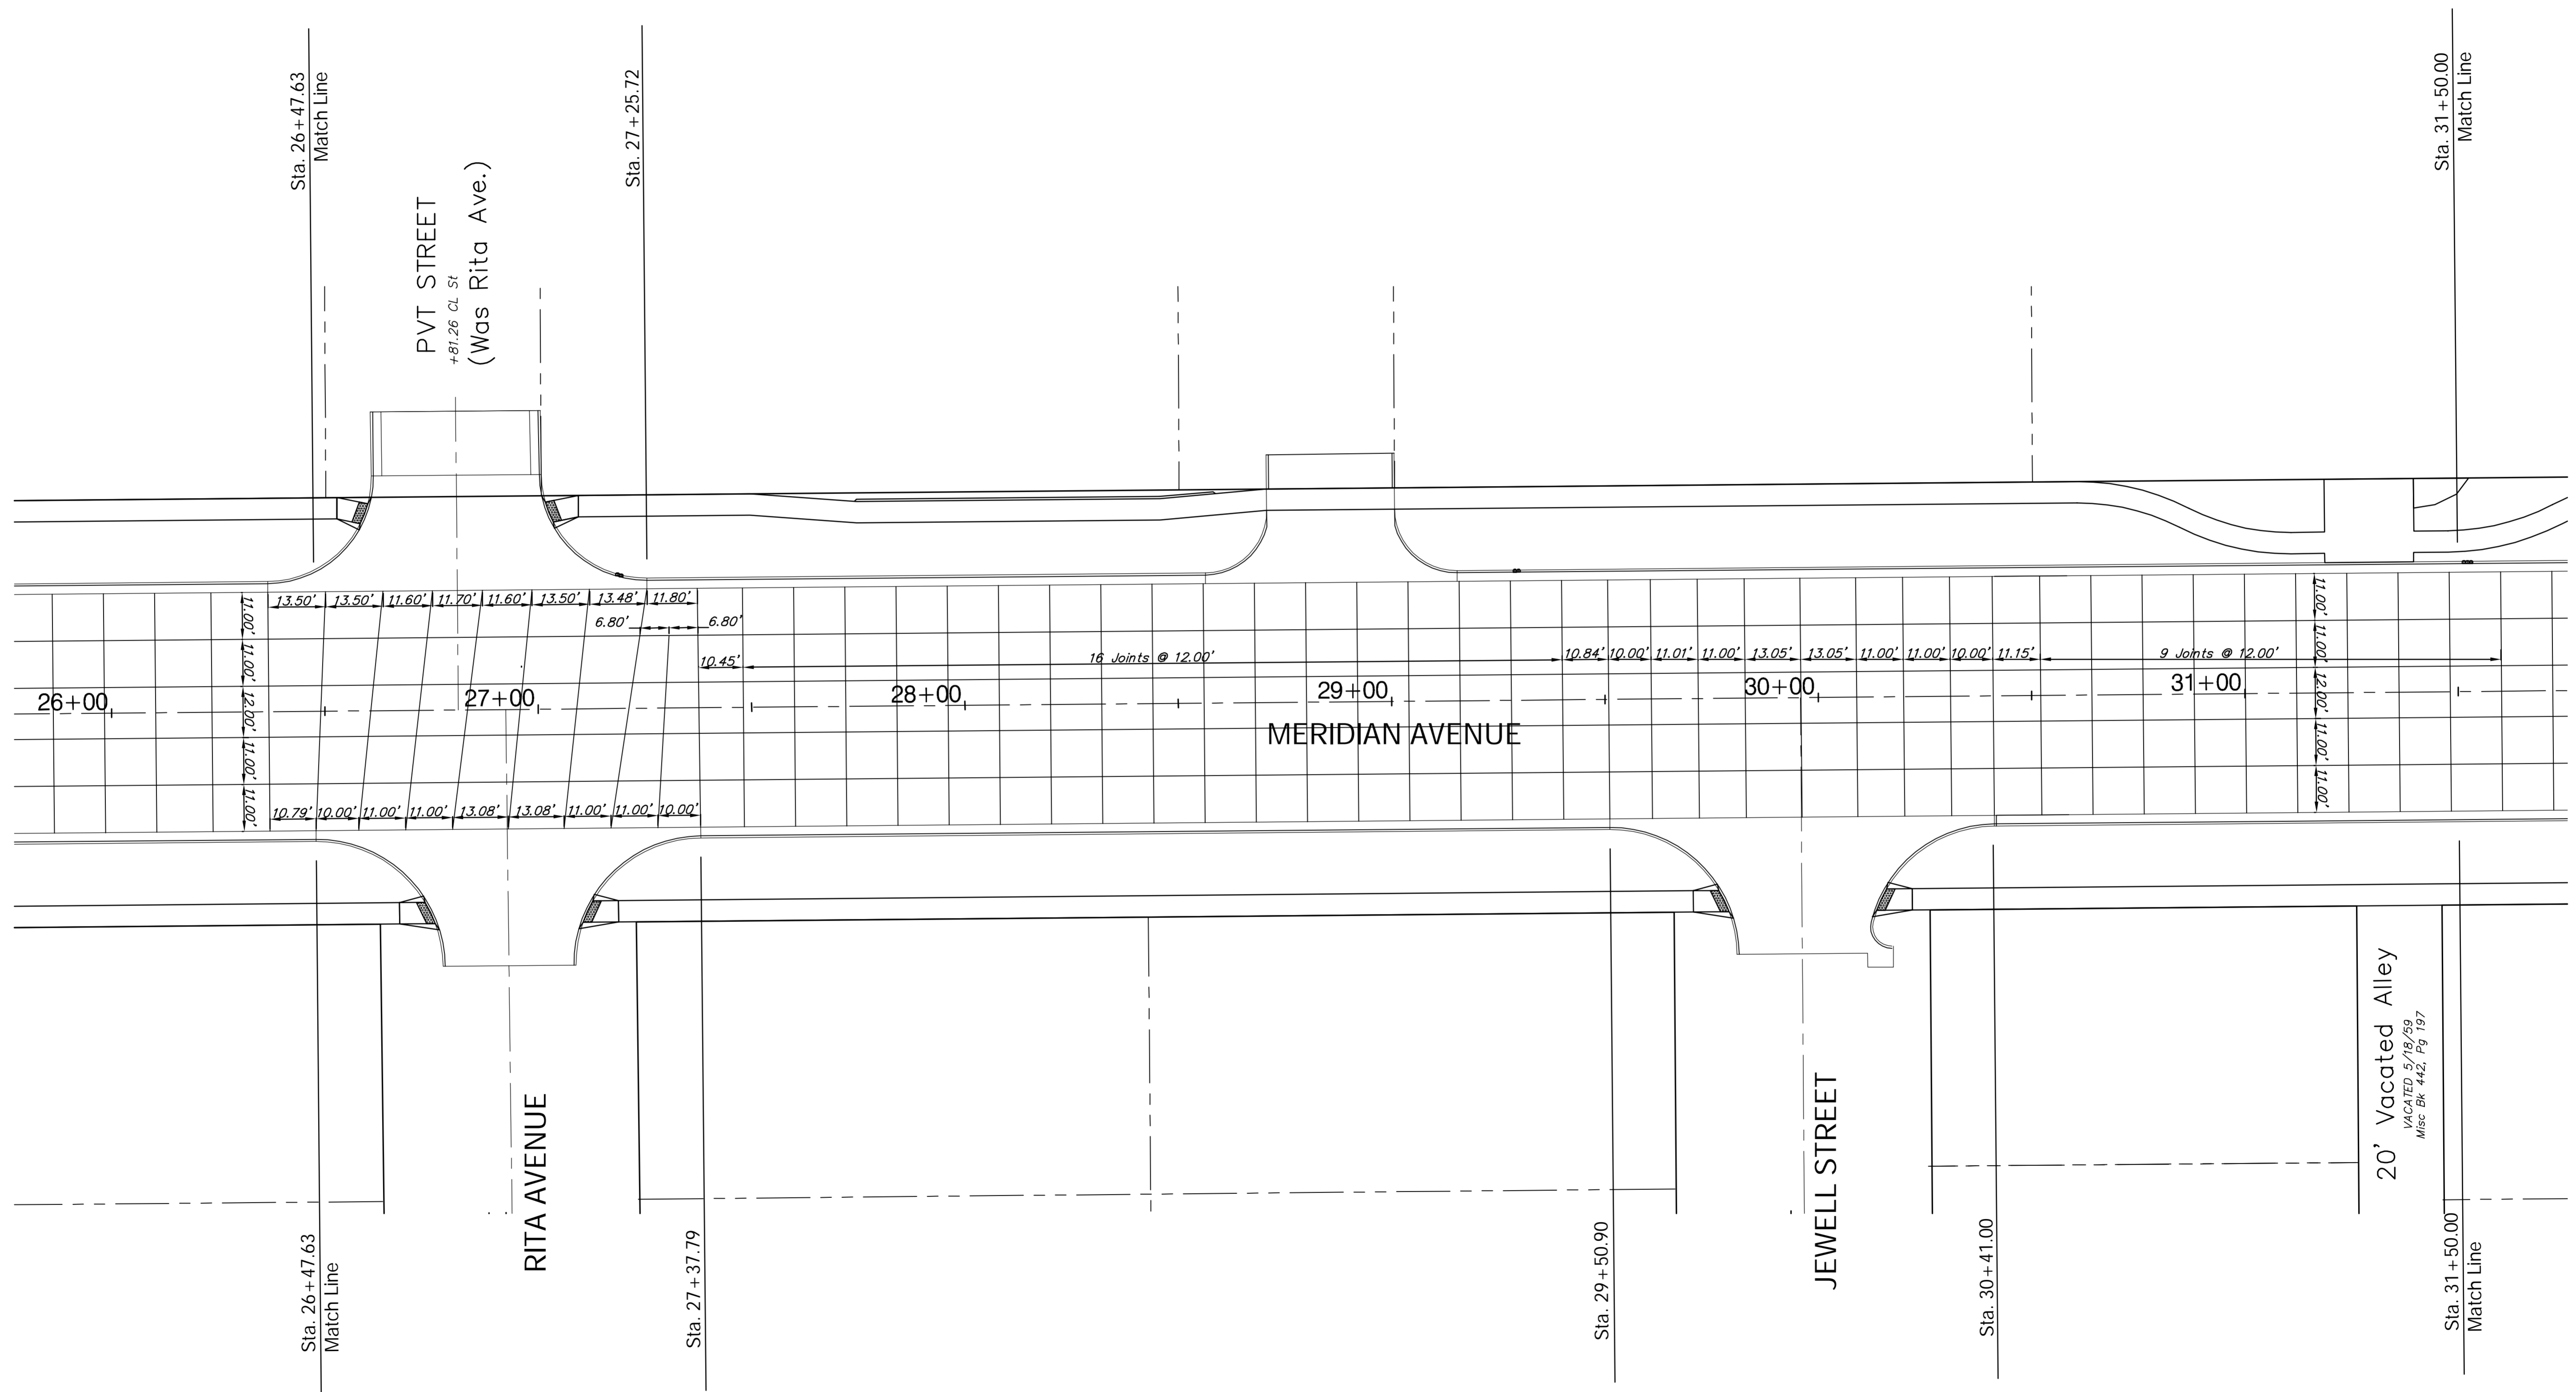 Sta. 26+47.63
Match Line
Sta. 27+25.72
Sta. 31+50.00
Match Line
PVT STREET
+81.26 CL St
(Was Rita Ave.)
11.00'
11.00'
12.00'
11.00'
11.00'
13.50' 13.50' 11.60' 11.70' 11.60' 13.50' 13.48' 11.80'
6.80' 6.80'
10.45' 16 Joints @ 12.00' 10.84' 10.00' 11.01' 11.00' 13.05' 13.05' 11.00' 11.00' 10.00' 11.15' 9 Joints @ 12.00'
11.00'
11.00'
12.00'
11.00'
11.00'
26+00 27+00 28+00 29+00 30+00 31+00
MERIDIAN AVENUE
10.79' 10.00' 11.00' 11.00' 13.08' 13.08' 11.00' 11.00' 10.00'
Sta. 26+47.63
Match Line
RITA AVENUE
Sta. 27+37.79
Sta. 29+50.90
JEWELL STREET
Sta. 30+41.00
20' Vacated Alley
VACATED 5/18/59
Misc Bk 442, Pg 197
Sta. 31+50.00
Match Line